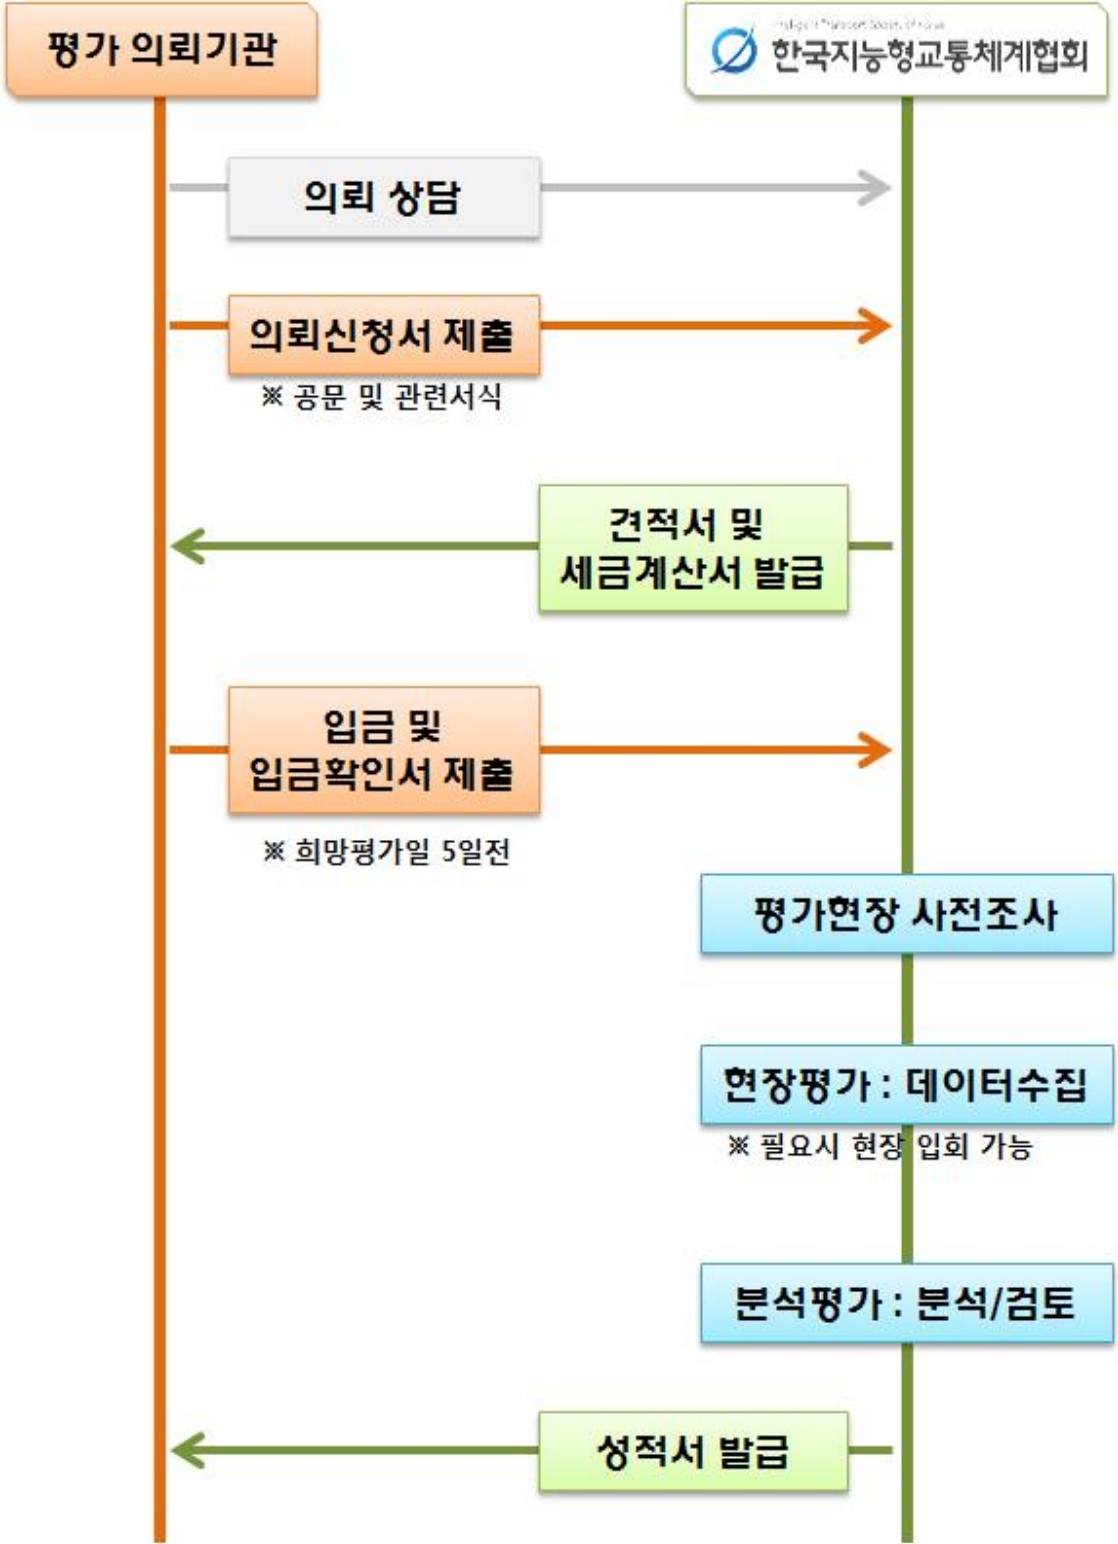 평가 의뢰기관
한국지능형교통체계협회
의뢰 상담
의뢰신청서 제출
※ 공문 및 관련서식
견적서 및
세금계산서 발급
입금 및
입금확인서 제출
※ 희망평가일 5일전
평가현장 사전조사
현장평가 : 데이터수집
※ 필요시 현장 입회 가능
분석평가 : 분석/검토
성적서 발급